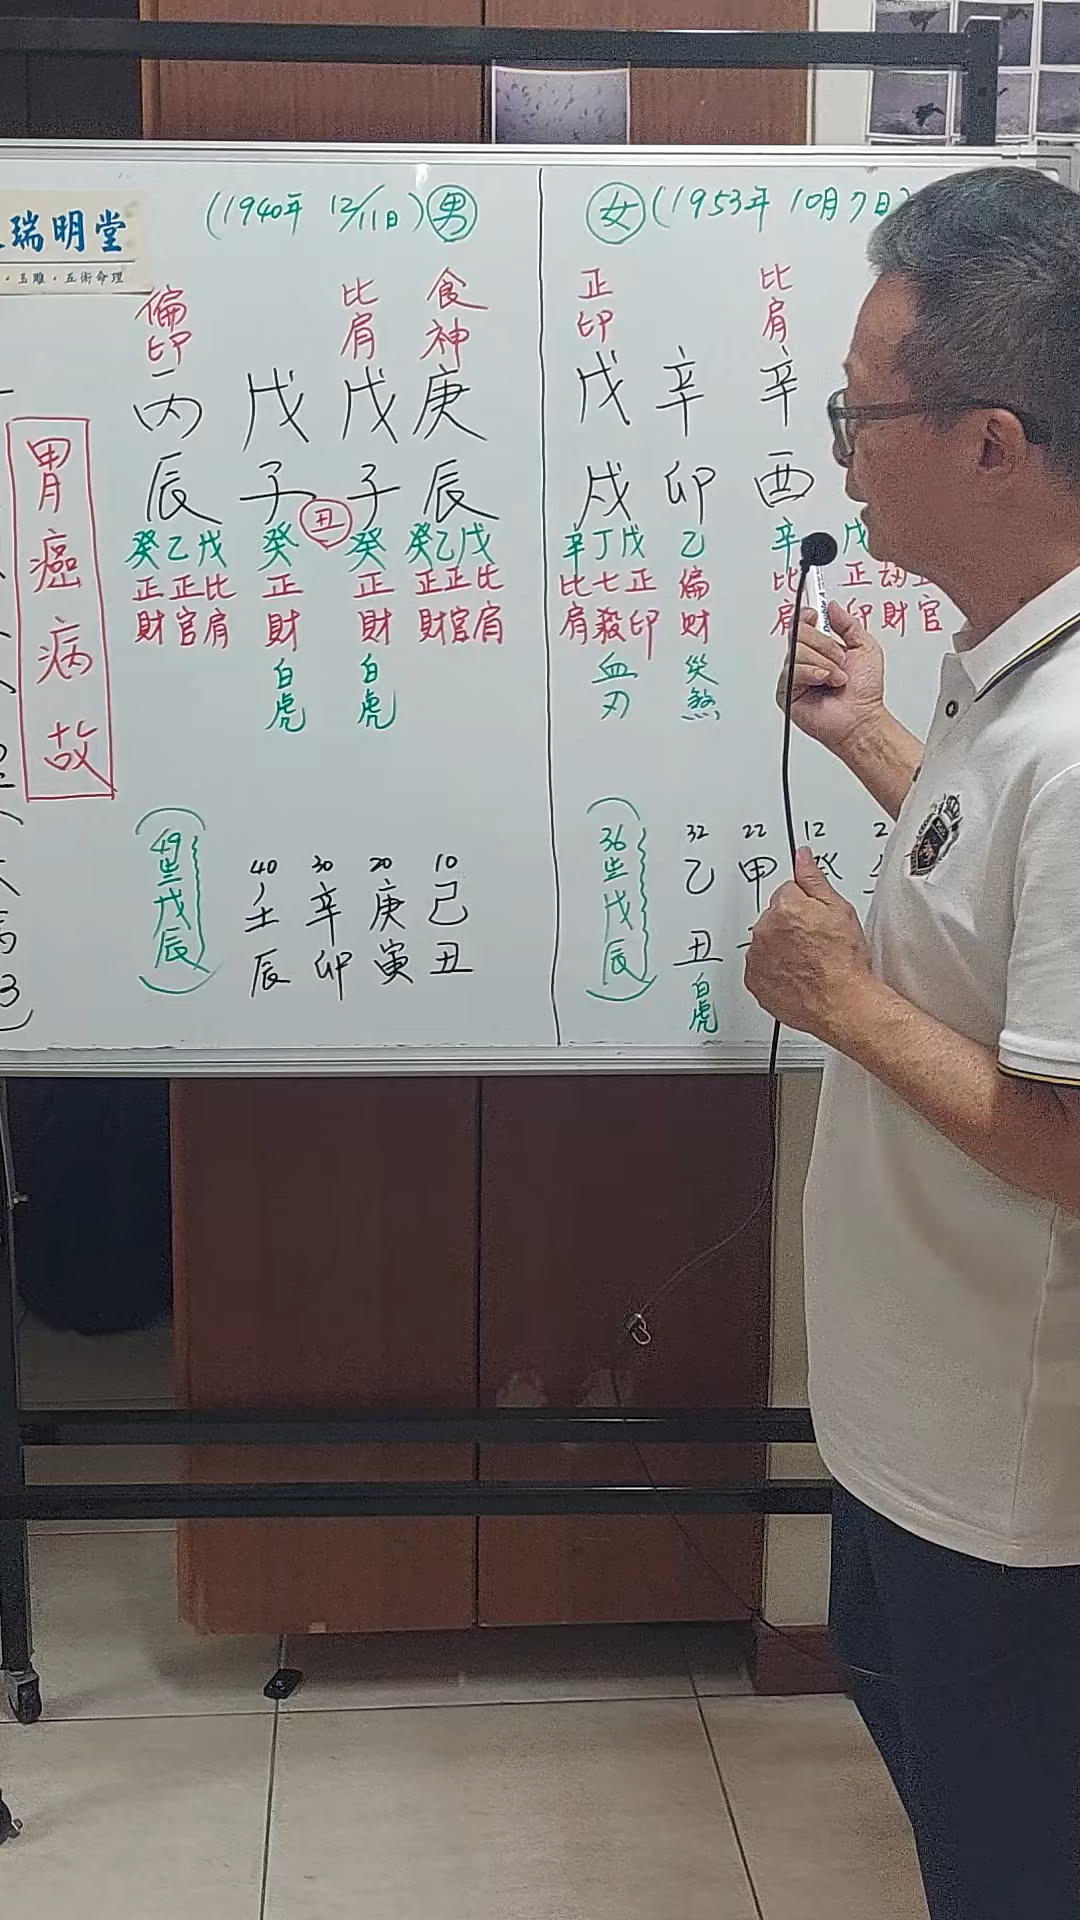 瑞明堂
・玉雕・五術命理
胃癌病故
(1940年 12/11日) 男
偏印 比肩 食神
丙 戊 戊 庚
辰 子 子 辰
丑
癸乙戊 癸 癸 癸乙戊
正正比 正 正 正正比
財官肩 財 財 財官肩
白虎 白虎
(49坐戊辰)
40 30 20 10
壬 辛 庚 己
辰 卯 寅 丑
女 (1953年 10月7日
正印 比肩
戊 辛 辛
戌 卯 酉
辛丁戊 乙 辛 戊
比七正 偏 比 正劫
肩殺印 財 肩 印財官
血刃 災煞
(36坐戊辰)
32 22 12 2
乙 甲
丑
白虎
Double A